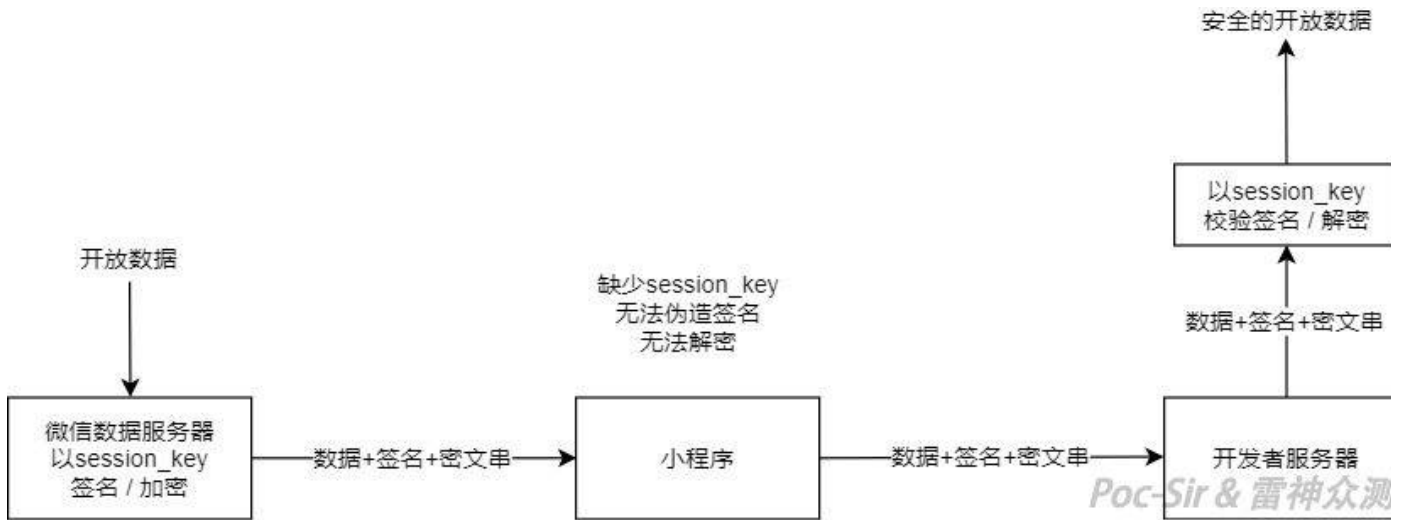 安全的开放数据
以session_key
校验签名 / 解密
开放数据
缺少session_key
无法伪造签名
无法解密
数据+签名+密文串
微信数据服务器
以session_key
签名 / 加密
数据+签名+密文串
小程序
数据+签名+密文串
开发者服务器
Poc-Sir & 雷神众测